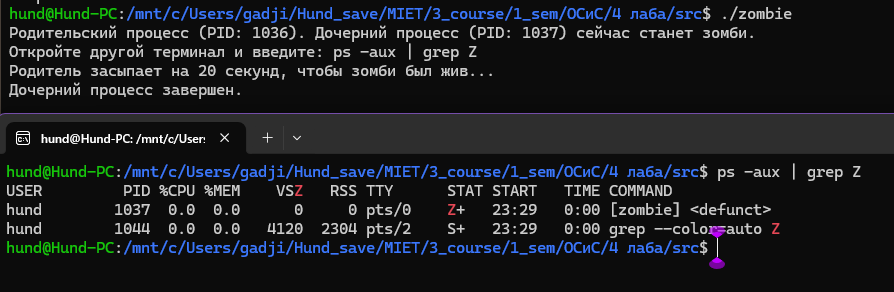 hund@Hund-PC:/mnt/c/Users/gadji/Hund_save/MIET/3_course/1_sem/ОСиС/4 лаба/src$ ./zombie
Родительский процесс (PID: 1036). Дочерний процесс (PID: 1037) сейчас станет зомби.
Откройте другой терминал и введите: ps -aux | grep Z
Родитель засыпает на 20 секунд, чтобы зомби был жив...
Дочерний процесс завершен.
hund@Hund-PC: /mnt/c/Users
hund@Hund-PC:/mnt/c/Users/gadji/Hund_save/MIET/3_course/1_sem/ОСиС/4 лаба/src$ ps -aux | grep Z
USER PID %CPU %MEM VSZ RSS TTY STAT START TIME COMMAND
hund 1037 0.0 0.0 0 0 pts/0 Z+ 23:29 0:00 [zombie] <defunct>
hund 1044 0.0 0.0 4120 2304 pts/2 S+ 23:29 0:00 grep --color=auto Z
hund@Hund-PC:/mnt/c/Users/gadji/Hund_save/MIET/3_course/1_sem/ОСиС/4 лаба/src$